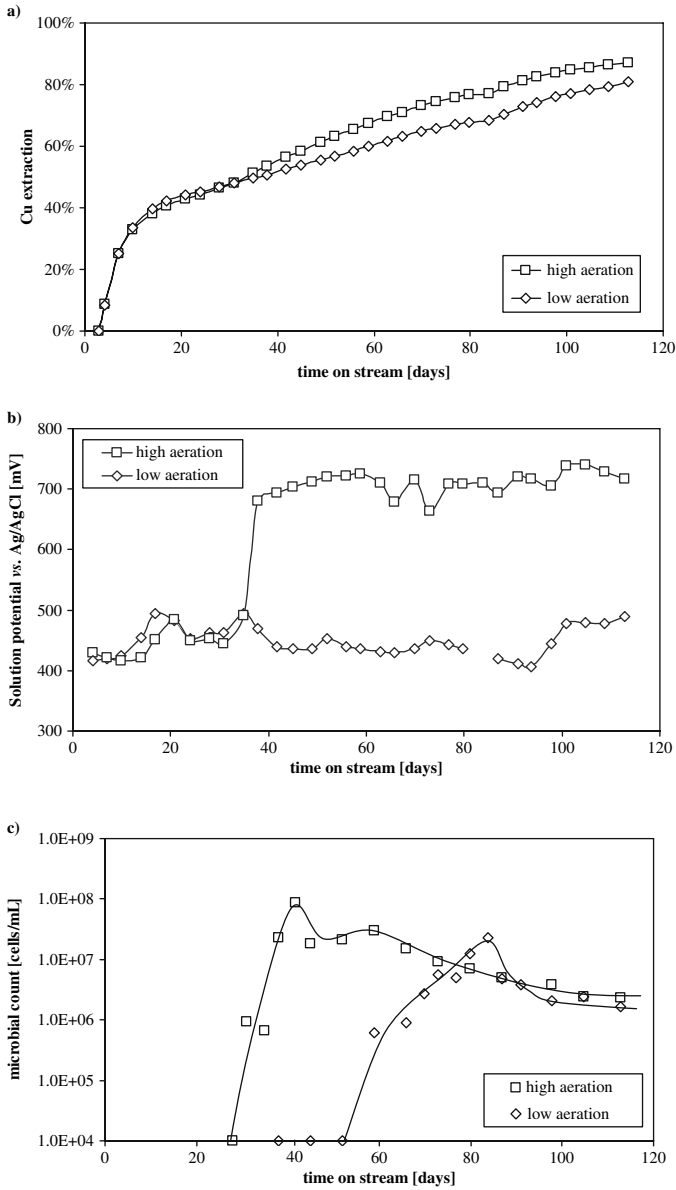 a)
100%
80%
60%
40%
20%
0%
Cu extraction
high aeration
low aeration
0 20 40 60 80 100 120
time on stream [days]
b)
800
700
600
500
400
300
Solution potential vs. Ag/AgCl [mV]
high aeration
low aeration
0 20 40 60 80 100 120
time on stream [days]
c)
1.0E+09
1.0E+08
1.0E+07
1.0E+06
1.0E+05
1.0E+04
microbial count [cells/mL]
high aeration
low aeration
0 20 40 60 80 100 120
time on stream [days]